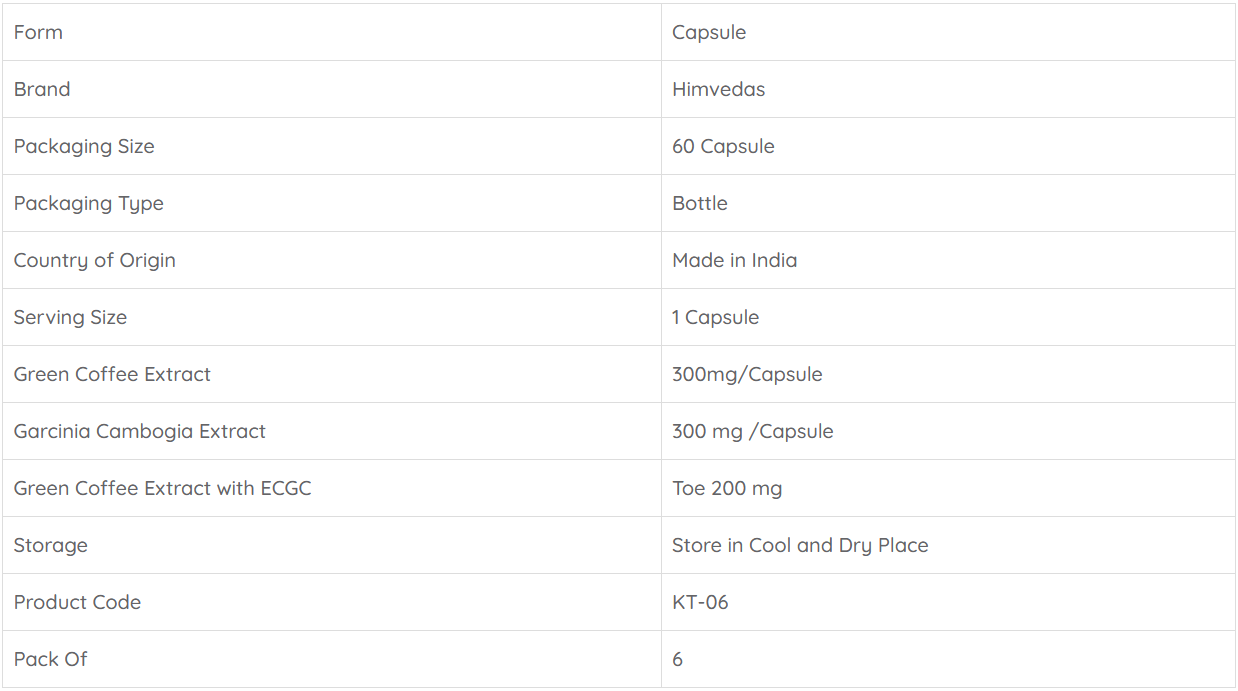 Form Capsule
Brand Himvedas
Packaging Size 60 Capsule
Packaging Type Bottle
Country of Origin Made in India
Serving Size 1 Capsule
Green Coffee Extract 300mg/Capsule
Garcinia Cambogia Extract 300 mg /Capsule
Green Coffee Extract with ECGC Toe 200 mg
Storage Store in Cool and Dry Place
Product Code KT-06
Pack Of 6